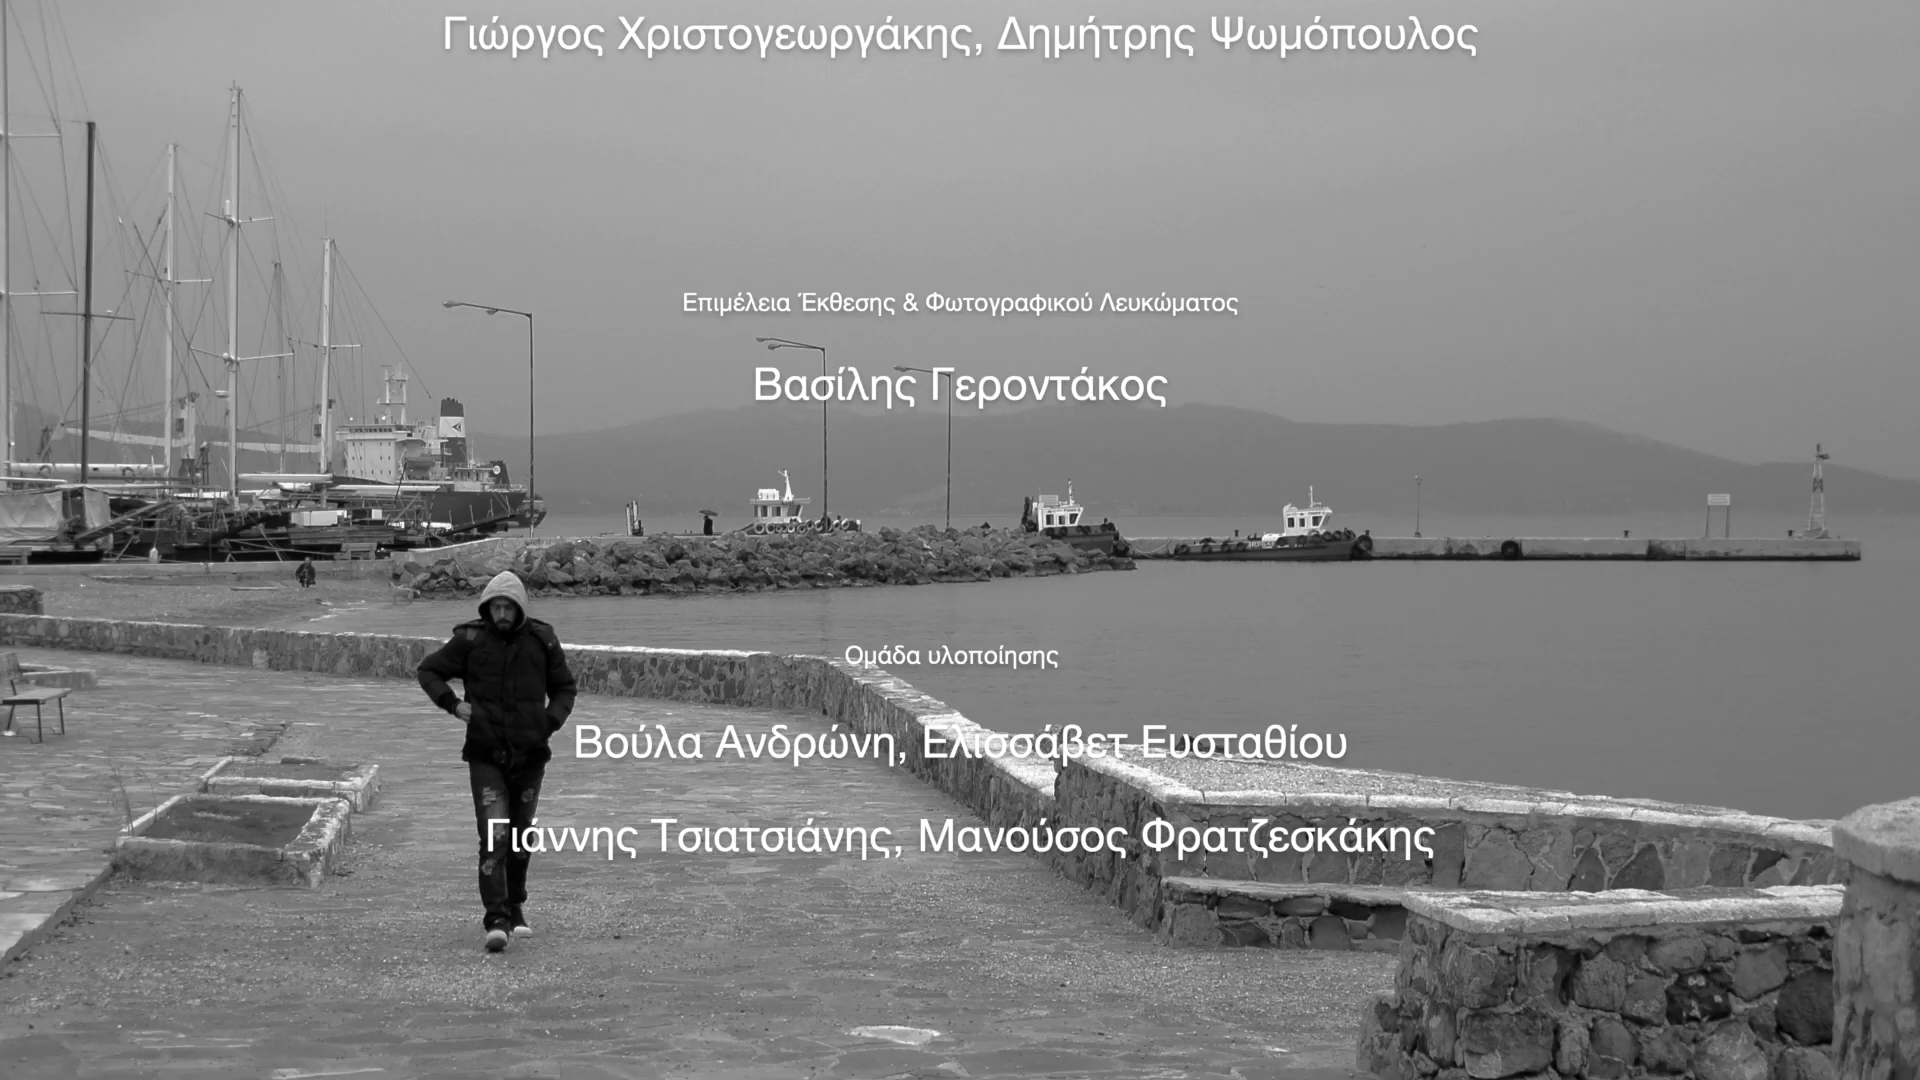 Γιώργος Χριστογεωργάκης, Δημήτρης Ψωμόπουλος
Επιμέλεια Έκθεσης & Φωτογραφικού Λευκώματος
Βασίλης Γεροντάκος
Ομάδα υλοποίησης
Βούλα Ανδρώνη, Ελισσάβετ Ευσταθίου
Γιάννης Τσιατσιάνης, Μανούσος Φρατζεσκάκης